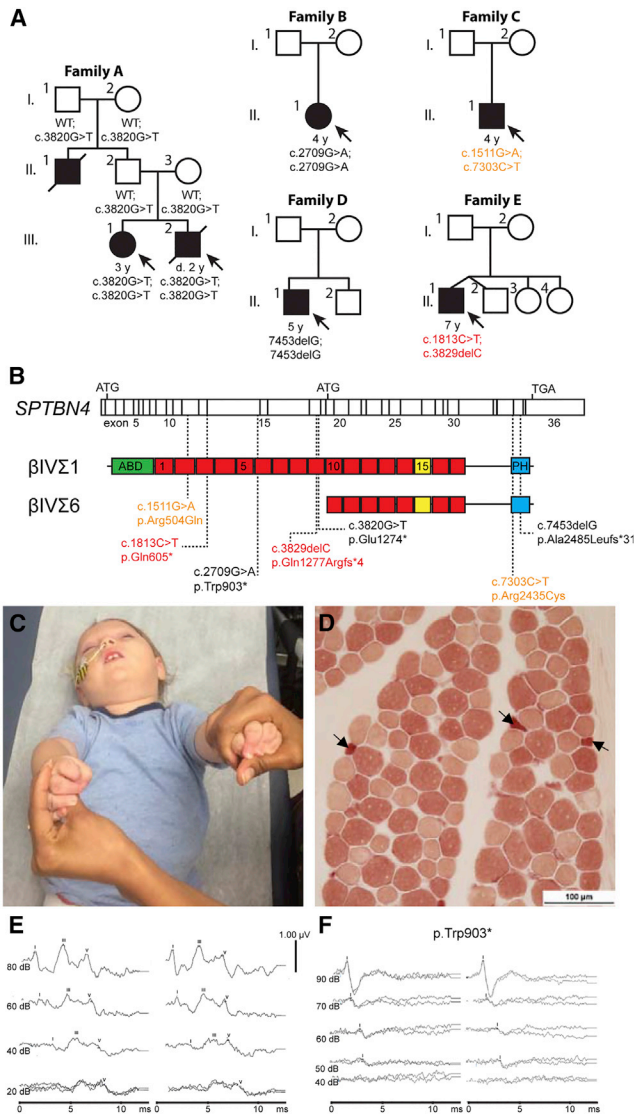 A
Family A
I.
1
2
WT;
c.3820G>T
WT;
c.3820G>T
II.
1
2
3
WT;
c.3820G>T
WT;
c.3820G>T
III.
1
2
3 y
c.3820G>T;
c.3820G>T
d. 2 y
c.3820G>T;
c.3820G>T
Family B
I.
1
2
II.
1
4 y
c.2709G>A;
c.2709G>A
Family C
I.
1
2
II.
1
4 y
c.1511G>A;
c.7303C>T
Family D
I.
1
2
II.
1
2
5 y
7453delG;
7453delG
Family E
I.
1
2
II.
1
2
3
4
7 y
c.1813C>T;
c.3829delC
B
ATG
ATG
TGA
SPTBN4
exon 5 10 15 20 25 30 36
βIVΣ1
ABD 1 5 10 15 PH
βIVΣ6
c.1511G>A
p.Arg504Gln
c.1813C>T
p.Gln605*
c.2709G>A
p.Trp903*
c.3829delC
p.Gln1277Argfs*4
c.3820G>T
p.Glu1274*
c.7453delG
p.Ala2485Leufs*31
c.7303C>T
p.Arg2435Cys
C
D
100 µm
E
I III V
80 dB
I III V
60 dB
I III V
40 dB
V
20 dB
0 5 10 ms
0 5 10 ms
1.00 µV
F
p.Trp903*
90 dB
70 dB
60 dB
50 dB
40 dB
0 5 10 ms
0 5 10 ms